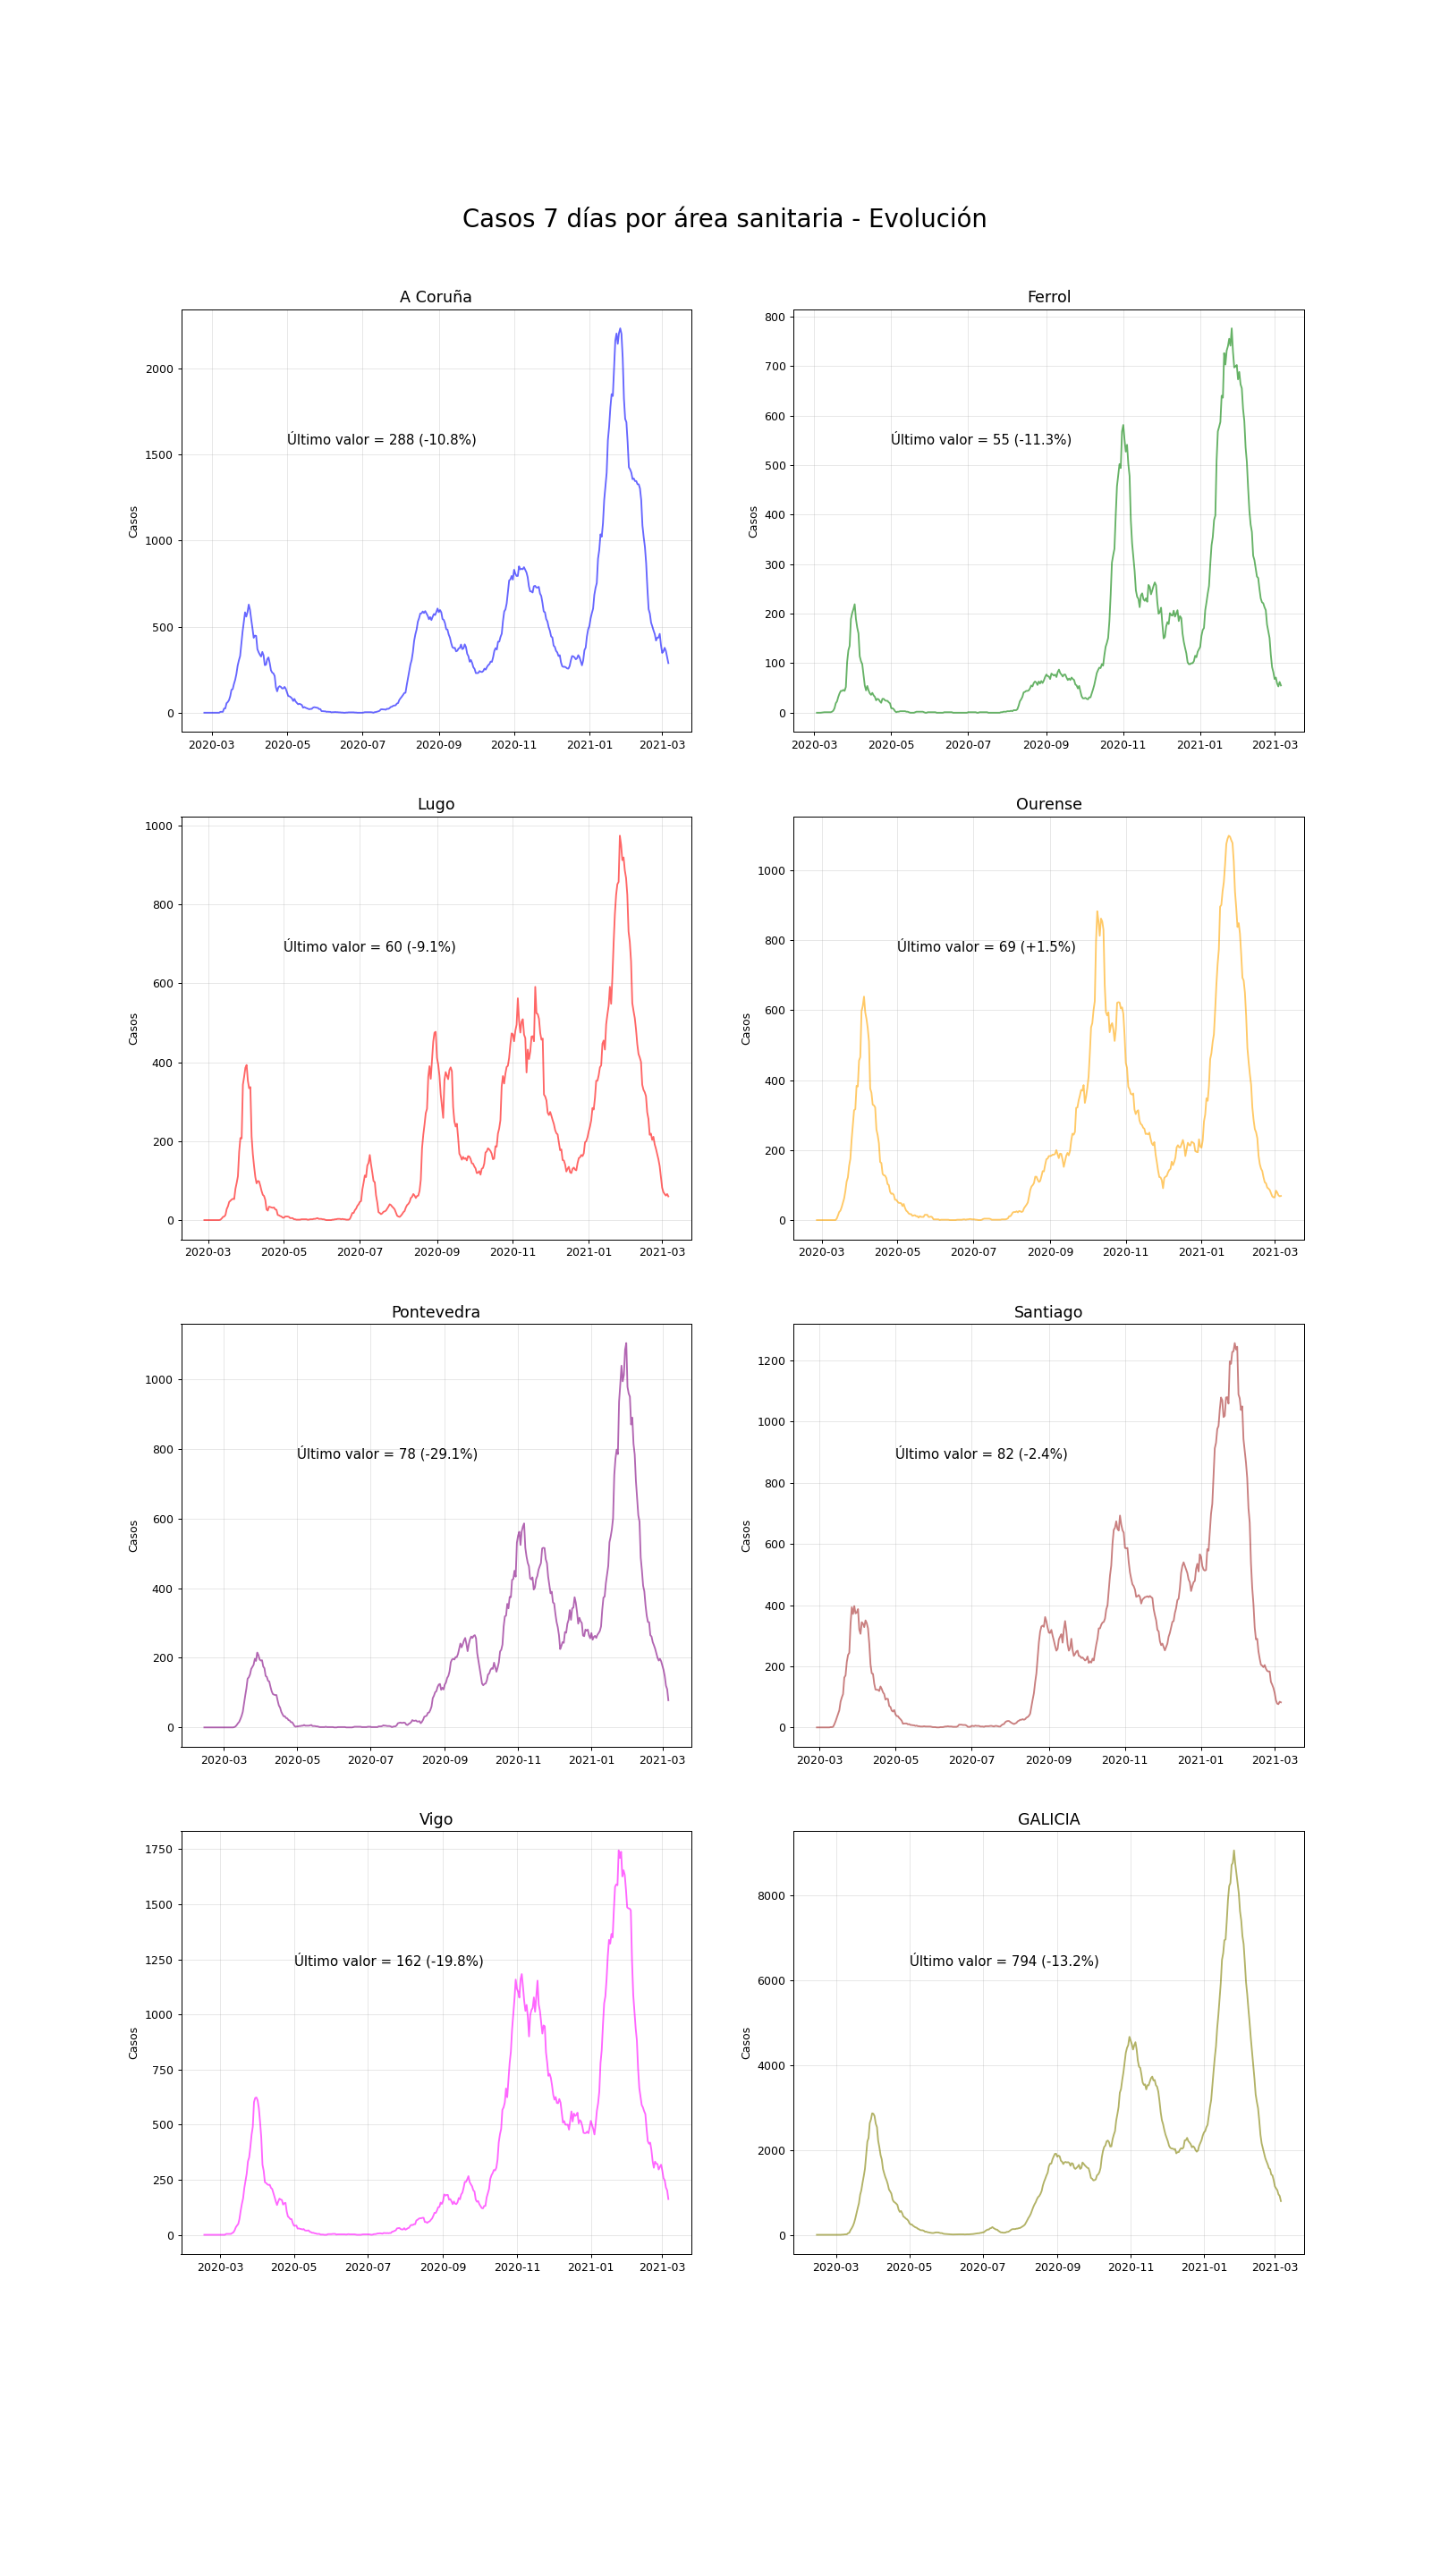 Casos 7 días por área sanitaria - Evolución
A Coruña
Casos
2000
1500
1000
500
0
Último valor = 288 (-10.8%)
2020-03 2020-05 2020-07 2020-09 2020-11 2021-01 2021-03
Ferrol
Casos
800
700
600
500
400
300
200
100
0
Último valor = 55 (-11.3%)
2020-03 2020-05 2020-07 2020-09 2020-11 2021-01 2021-03
Lugo
Casos
1000
800
600
400
200
0
Último valor = 60 (-9.1%)
2020-03 2020-05 2020-07 2020-09 2020-11 2021-01 2021-03
Ourense
Casos
1000
800
600
400
200
0
Último valor = 69 (+1.5%)
2020-03 2020-05 2020-07 2020-09 2020-11 2021-01 2021-03
Pontevedra
Casos
1000
800
600
400
200
0
Último valor = 78 (-29.1%)
2020-03 2020-05 2020-07 2020-09 2020-11 2021-01 2021-03
Santiago
Casos
1200
1000
800
600
400
200
0
Último valor = 82 (-2.4%)
2020-03 2020-05 2020-07 2020-09 2020-11 2021-01 2021-03
Vigo
Casos
1750
1500
1250
1000
750
500
250
0
Último valor = 162 (-19.8%)
2020-03 2020-05 2020-07 2020-09 2020-11 2021-01 2021-03
GALICIA
Casos
8000
6000
4000
2000
0
Último valor = 794 (-13.2%)
2020-03 2020-05 2020-07 2020-09 2020-11 2021-01 2021-03